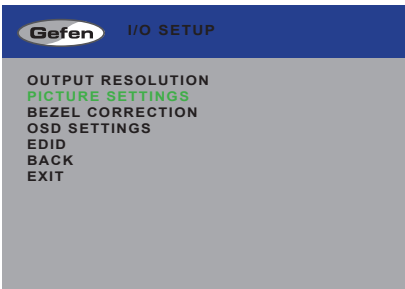 Gefen
I/O SETUP
OUTPUT RESOLUTION
PICTURE SETTINGS
BEZEL CORRECTION
OSD SETTINGS
EDID
BACK
EXIT